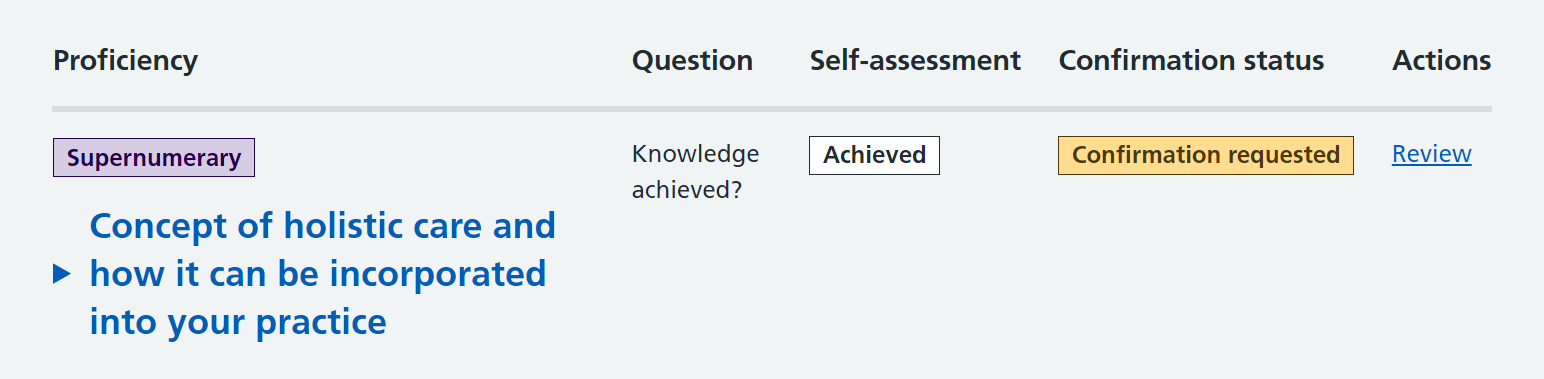 Proficiency Question Self-assessment Confirmation status Actions
Supernumerary Knowledge achieved? Achieved Confirmation requested Review
Concept of holistic care and
how it can be incorporated
into your practice